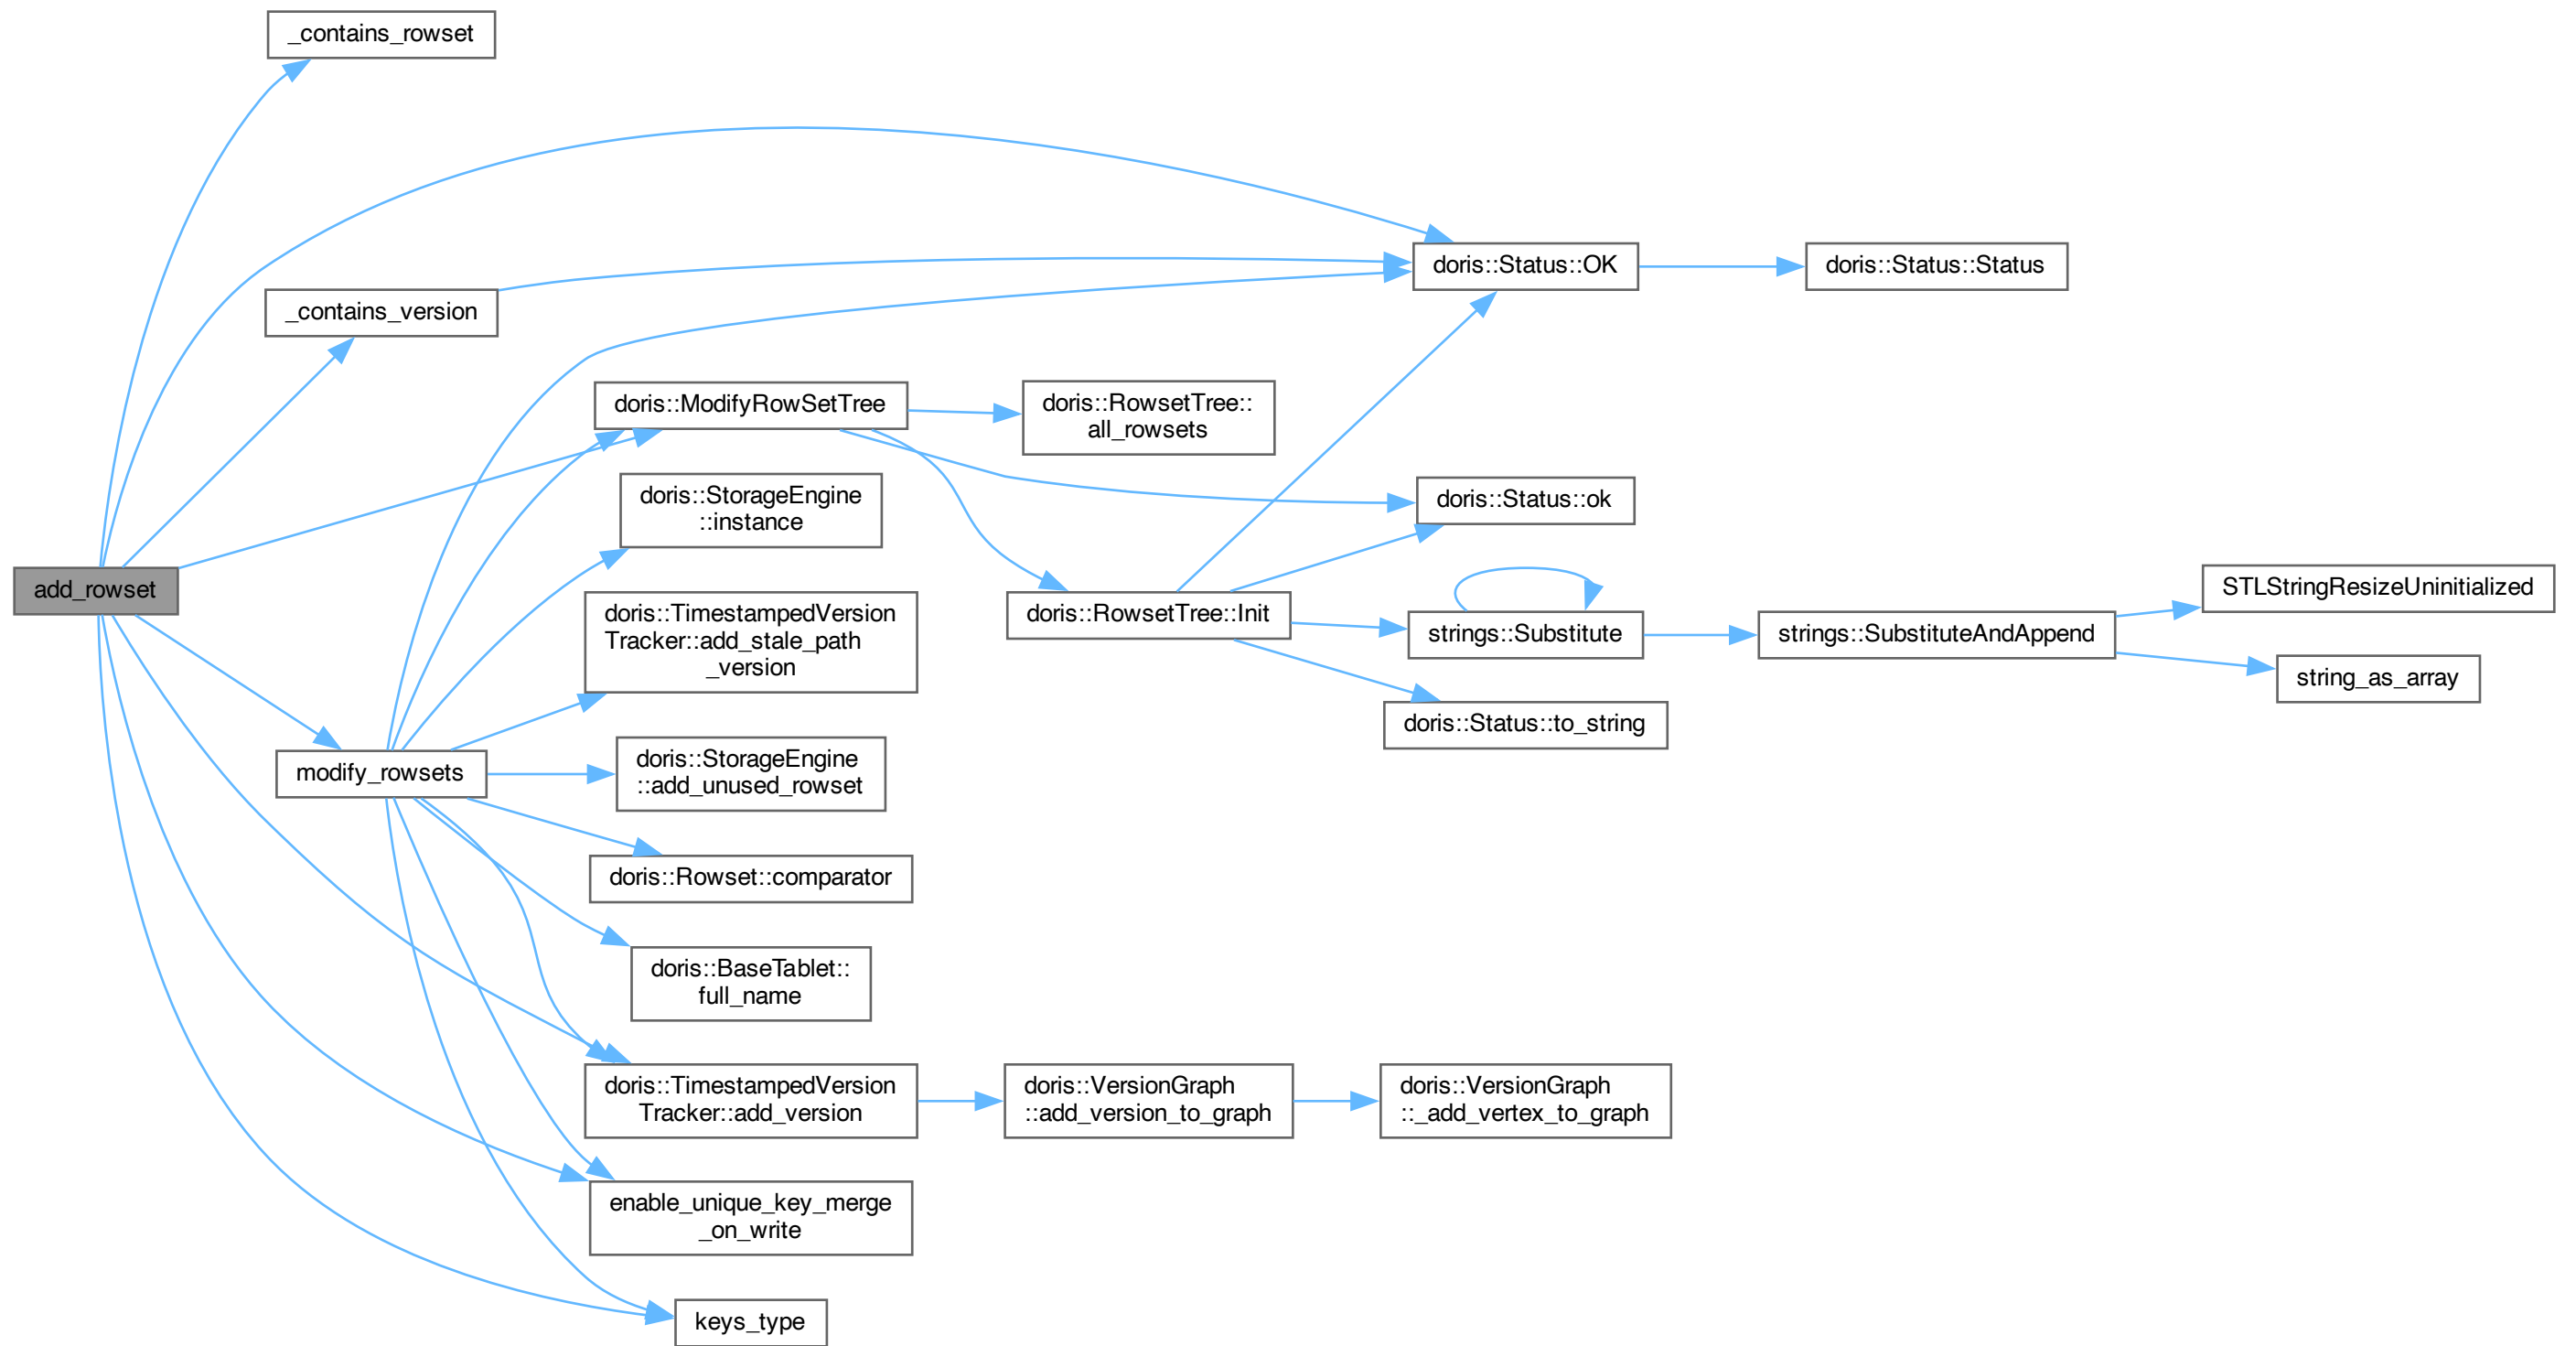 _contains_rowset
doris::Status::OK
doris::Status::Status
_contains_version
doris::ModifyRowSetTree
doris::RowsetTree::
all_rowsets
doris::StorageEngine
::instance
doris::Status::ok
add_rowset
doris::TimestampedVersion
Tracker::add_stale_path
_version
doris::RowsetTree::Init
strings::Substitute
strings::SubstituteAndAppend
STLStringResizeUninitialized
string_as_array
doris::Status::to_string
modify_rowsets
doris::StorageEngine
::add_unused_rowset
doris::Rowset::comparator
doris::BaseTablet::
full_name
doris::TimestampedVersion
Tracker::add_version
doris::VersionGraph
::add_version_to_graph
doris::VersionGraph
::_add_vertex_to_graph
enable_unique_key_merge
_on_write
keys_type